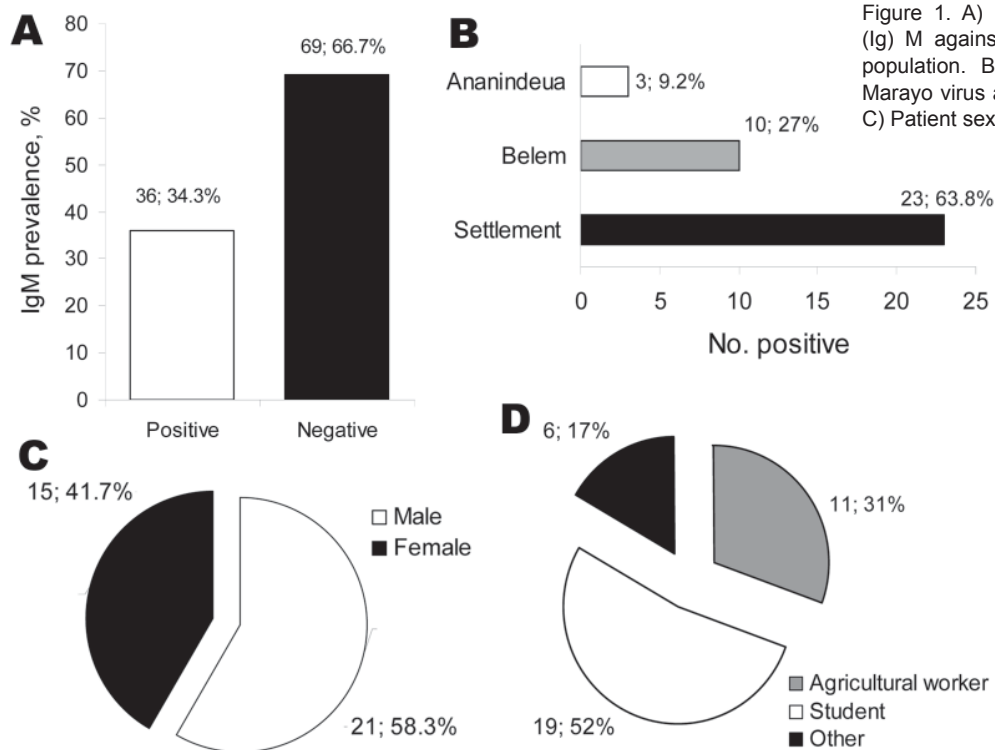 A
IgM prevalence, %
80
70
60
50
40
30
20
10
0
36; 34.3%
69; 66.7%
Positive
Negative
B
Ananindeua
Belem
Settlement
3; 9.2%
10; 27%
23; 63.8%
0 5 10 15 20 25
No. positive
Figure 1. A)
(Ig) M agains
population. B
Marayo virus a
C) Patient sex
C
15; 41.7%
21; 58.3%
Male
Female
D
6; 17%
11; 31%
19; 52%
Agricultural worker
Student
Other